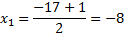 x₁ = (-17 + 1)/2 = -8